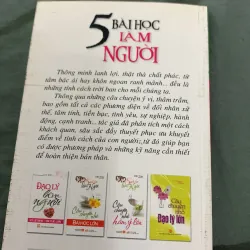 5 BÀI HỌC
LÀM
NGƯỜI
Thông minh lanh lợi, thật thà chất phác, từ
tâm bác ái hay khôn ngoan ranh mãnh... đều là
những tính cách trời ban cho mỗi chúng ta.
Thông qua những câu chuyện ý vị, thâm trầm,
bao gồm tất cả các phương diện về đối nhân xử
thế, tâm tính, tiền bạc, tình yêu, sự nghiệp, hành
động, cạnh tranh... tác giả đã phân tích một cách
khách quan, sâu sắc đầy thuyết phục ưu khuyết
điểm về tính cách của con người; từ đó giúp bạn
có được phương pháp và những kỹ năng cần thiết
để hoàn thiện bản thân.
ĐẠO LÝ
làm người
BÀI HỌC LỚN
Câu chuyện nhỏ
Đạo lý lớn